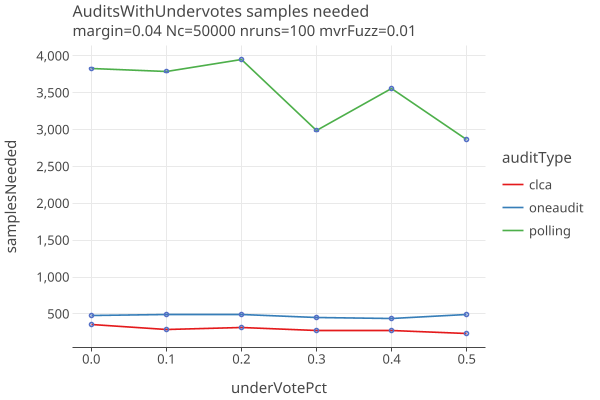 AuditsWithUndervotes samples needed
margin=0.04 Nc=50000 nruns=100 mvrFuzz=0.01
samplesNeeded
4,000
3,500
3,000
2,500
2,000
1,500
1,000
500
0.0 0.1 0.2 0.3 0.4 0.5
underVotePct
auditType
clca
oneaudit
polling